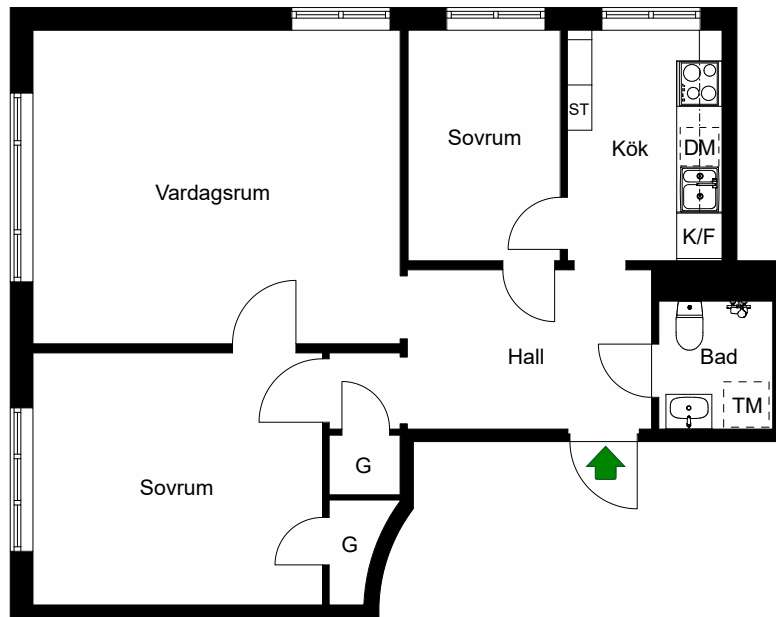 ST
Sovrum
Kök
DM
Vardagsrum
K/F
Hall
Bad
TM
G
Sovrum
G